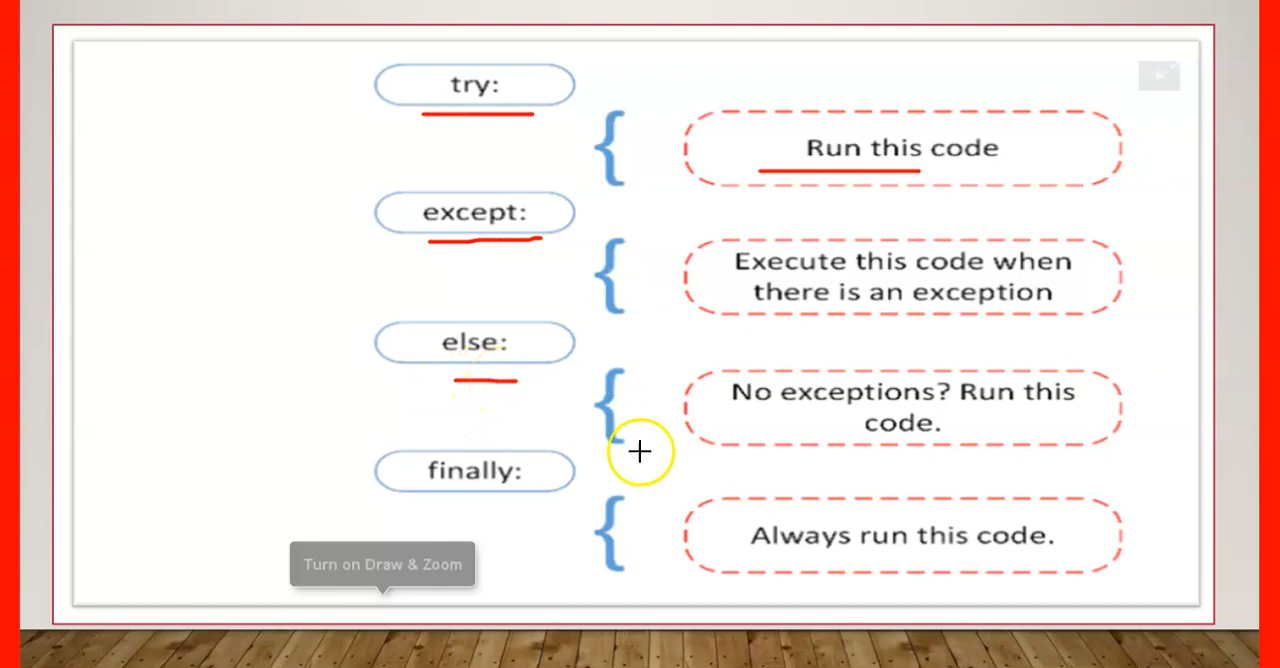 try:
Run this code
except:
Execute this code when
there is an exception
else:
No exceptions? Run this
code.
finally:
Always run this code.
Turn on Draw & Zoom